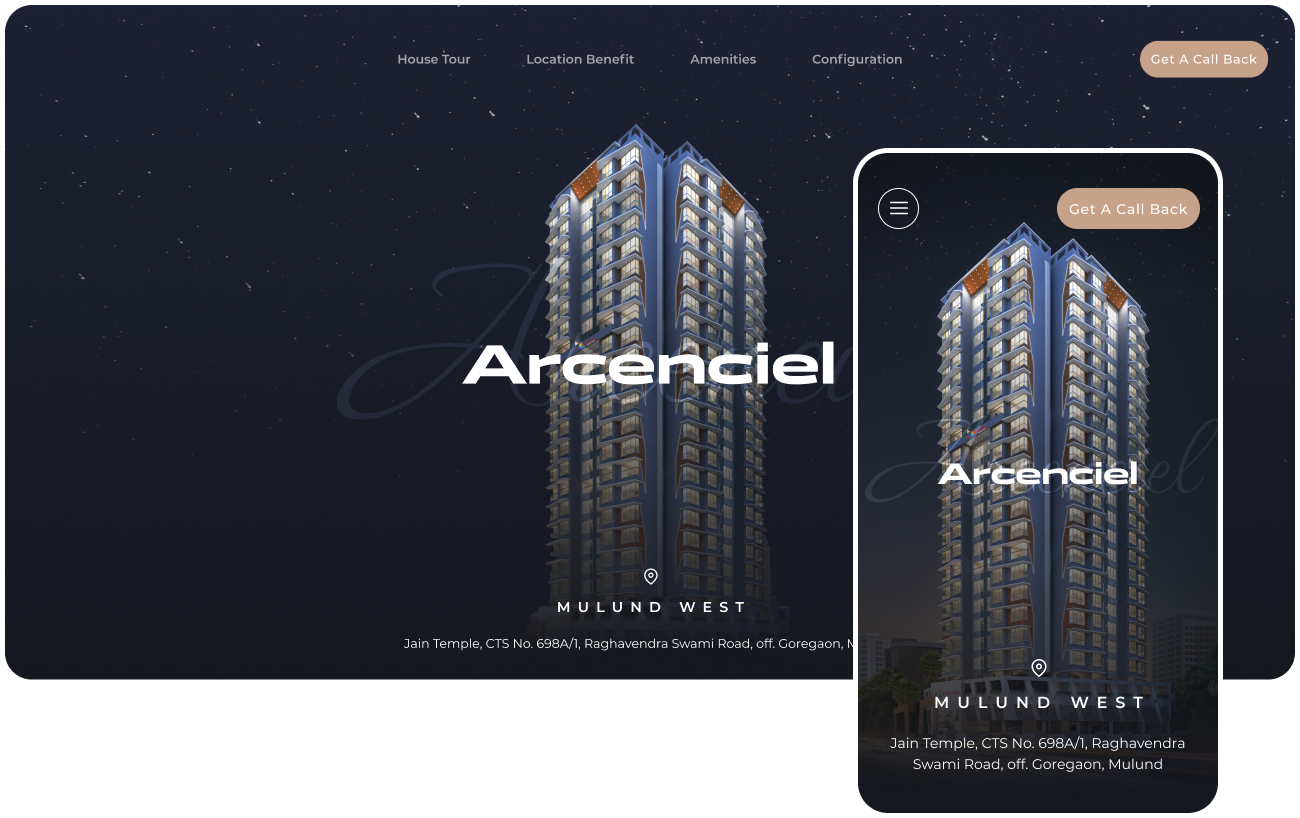 House Tour
Location Benefit
Amenities
Configuration
Get A Call Back
Arcenciel
Arcenciel
MULUND WEST
Jain Temple, CTS No. 698A/1, Raghavendra Swami Road, off. Goregaon, M
Get A Call Back
Arcenciel
Arcenciel
MULUND WEST
Jain Temple, CTS No. 698A/1, Raghavendra
Swami Road, off. Goregaon, Mulund